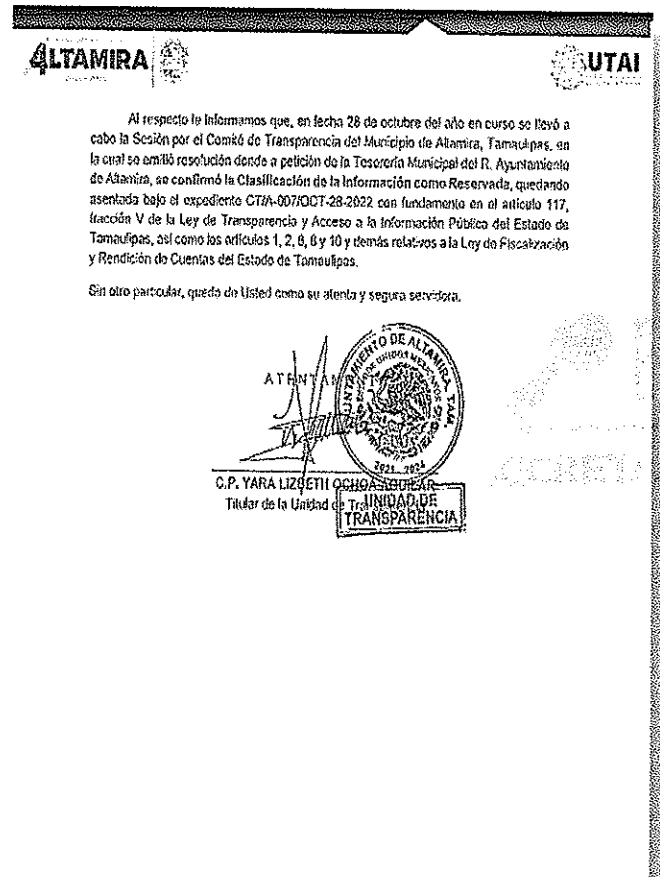 ALTAMIRA
UTAI
Al respecto le informamos que, en fecha 28 de octubre del año en curso se llevó a
cabo la Sesión por el Comité de Transparencia del Municipio de Altamira, Tamaulipas, en
la cual se emitió resolución donde a petición de la Tesorería Municipal del R. Ayuntamiento
de Altamira, se confirmó la Clasificación de la Información como Reservada, quedando
asentada bajo el expediente CT/A-007/OCT-28-2022 con fundamento en el artículo 117,
fracción V de la Ley de Transparencia y Acceso a la Información Pública del Estado de
Tamaulipas, así como los artículos 1, 2, 6, 8 y 10 y demás relativos a la Ley de Fiscalización
y Rendición de Cuentas del Estado de Tamaulipas.
Sin otro particular, quedo de Usted como su atenta y segura servidora.
AYUNTAMIENTO DE ALTAMIRA, TAM.
ESTADOS UNIDOS MEXICANOS
2021 - 2024
C.P. YARA LIZBETH OCHOA AGUILAR
Titular de la Unidad de
UNIDAD DE
TRANSPARENCIA